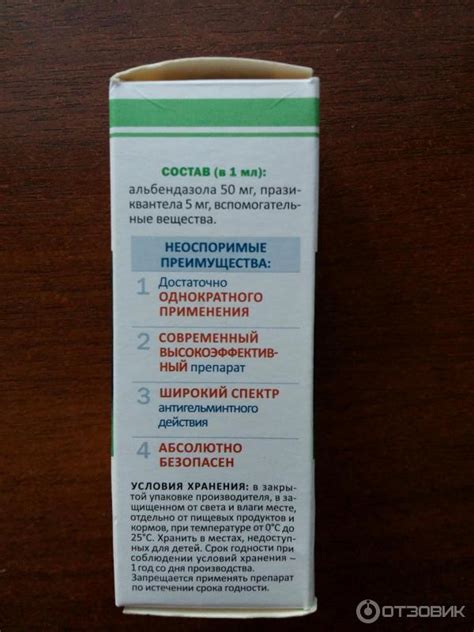 СОСТАВ (в 1 мл):
альбендазола 50 мг, прази-
квантела 5 мг, вспомогатель-
ные вещества.
НЕОСПОРИМЫЕ
ПРЕИМУЩЕСТВА:
1 Достаточно
ОДНОКРАТНОГО
ПРИМЕНЕНИЯ
2 СОВРЕМЕННЫЙ
ВЫСОКОЭФФЕКТИВ-
НЫЙ препарат
3 ШИРОКИЙ СПЕКТР
антигельминтного
действия
4 АБСОЛЮТНО
БЕЗОПАСЕН
УСЛОВИЯ ХРАНЕНИЯ: в закры-
той упаковке производителя, в за-
щищенном от света и влаги месте,
отдельно от пищевых продуктов и
кормов, при температуре от 0°С до
25°С. Хранить в местах, недоступ-
ных для детей. Срок годности при
соблюдении условий хранения –
1 год со дня производства.
Запрещается применять препарат
по истечении срока годности.
ОТЗОВИК